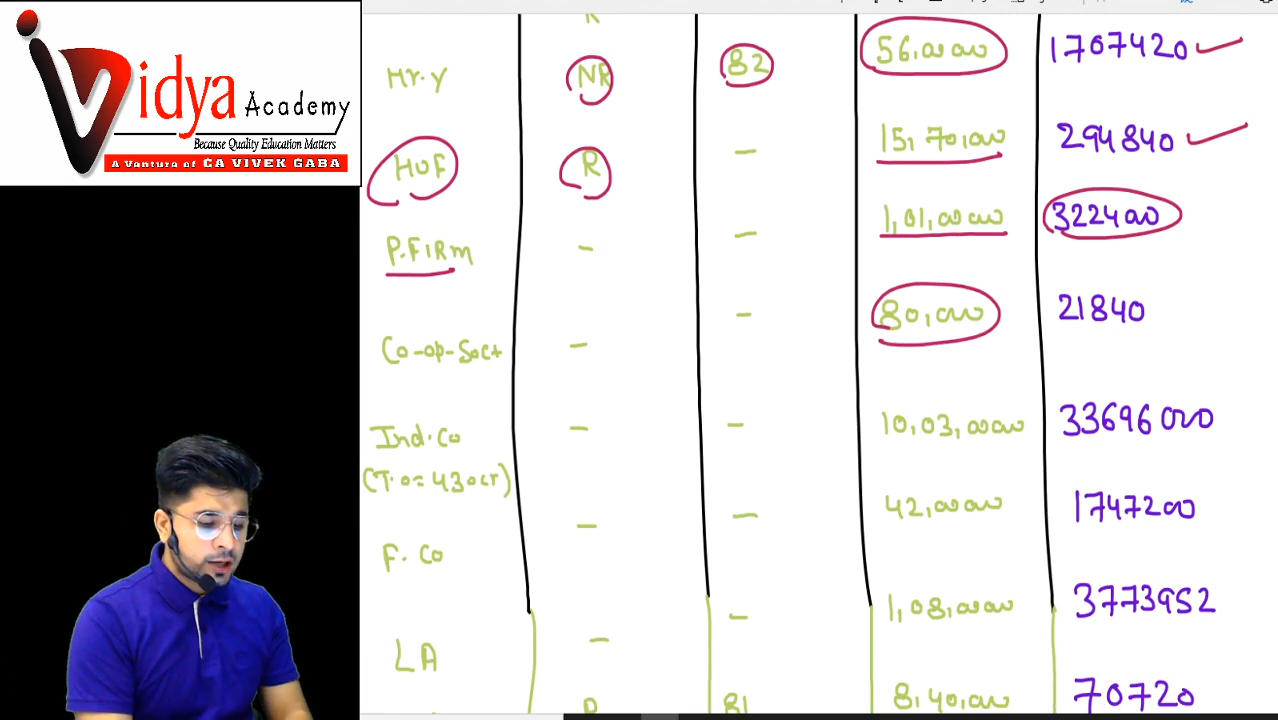 Vidya Academy
Because Quality Education Matters
A Ventura of CA VIVEK GABA
R
Mr. Y NR 82 56,00,000 1707420
HUF R - 15,70,000 294840
P. FIRM - - 1,01,00,000 3222400
Co-op-Soct - - 80,000 21840
Ind. Co - - 10,03,00,000 33696000
(T.O = 430cr)
F. Co - - 42,00,000 1747200
LA - - 1,08,00,000 3773952
R 81 8,40,000 70720